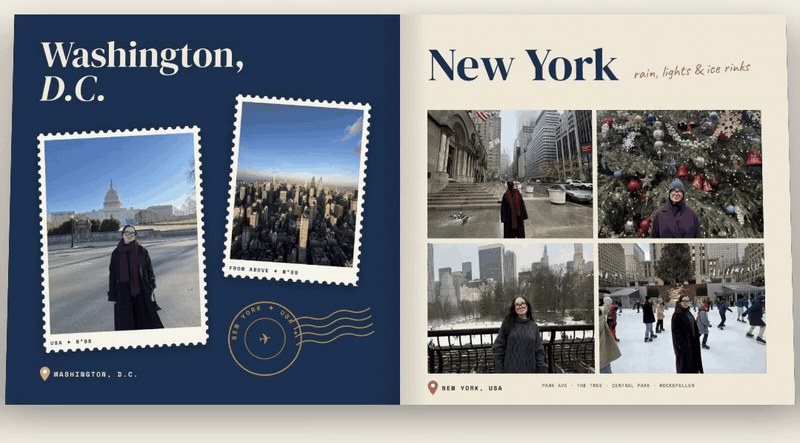 Washington,
D.C.
FROM ABOVE ✦ N°09
USA ✦ N°08
NEW YORK ✦ USA
WASHINGTON, D.C.
New York
rain, lights & ice rinks
NEW YORK, USA
PARK AVE · THE TREE · CENTRAL PARK · ROCKEFELLER